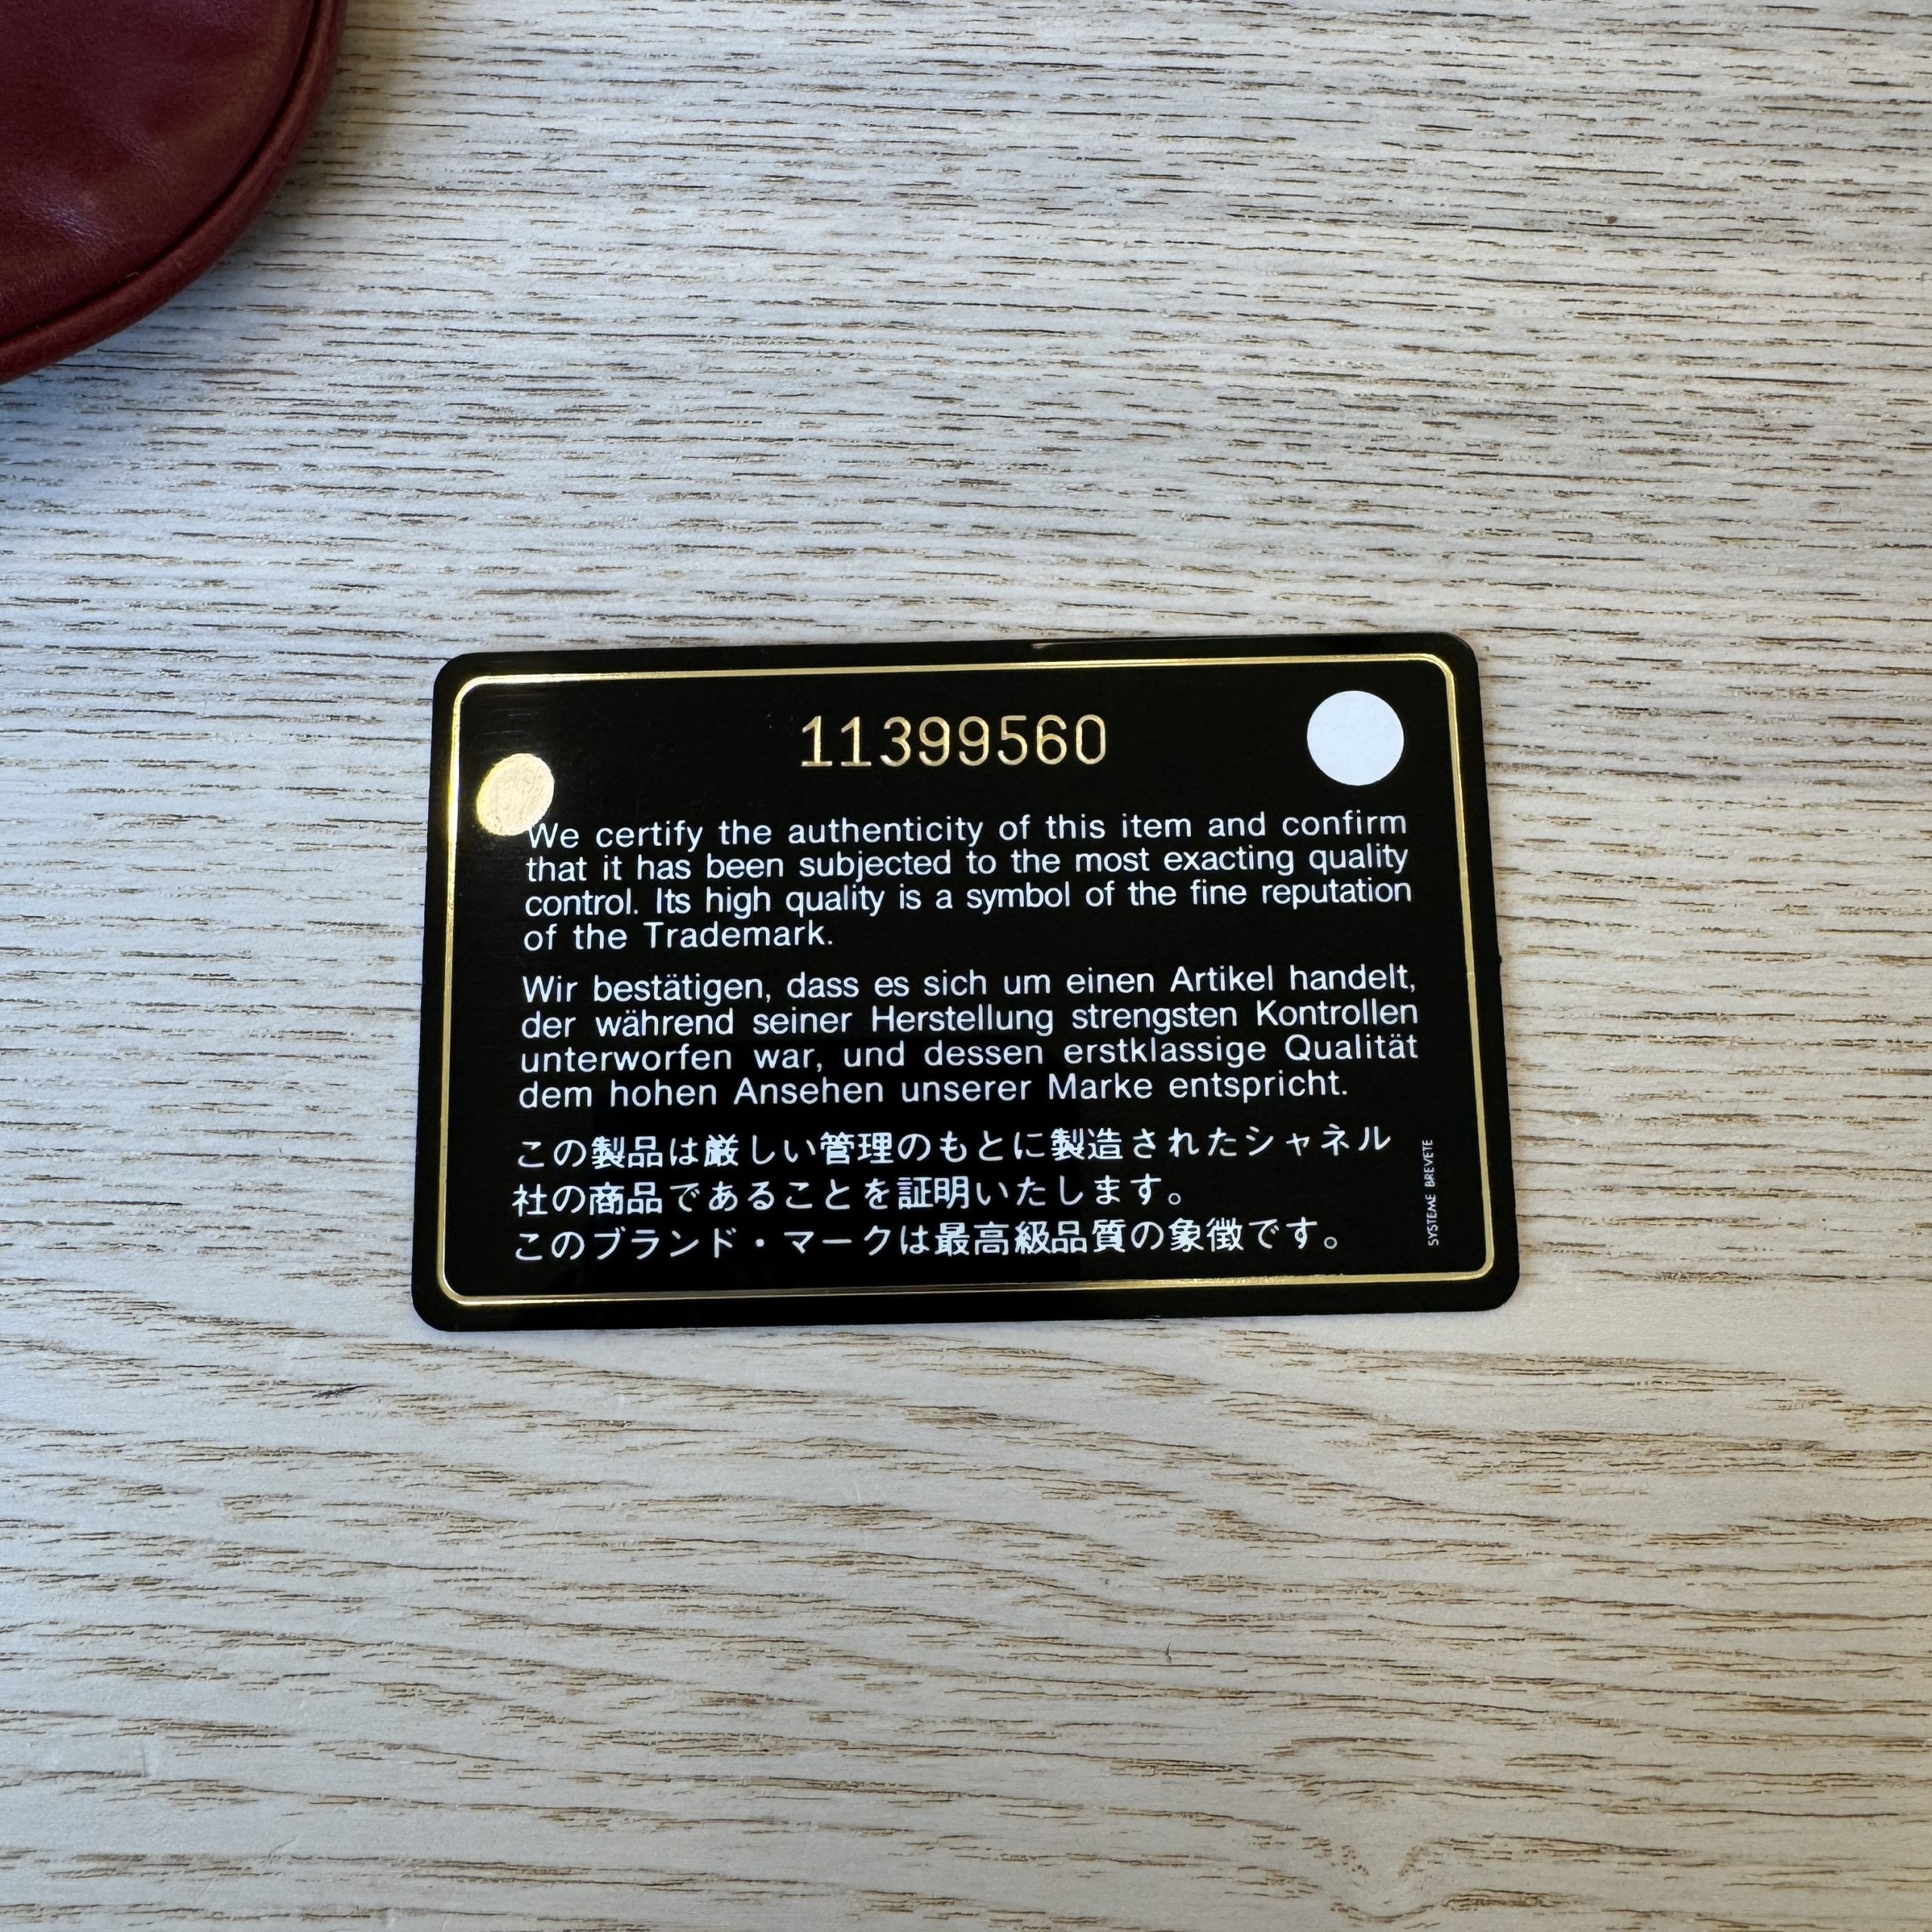 11399560
We certify the authenticity of this item and confirm
that it has been subjected to the most exacting quality
control. Its high quality is a symbol of the fine reputation
of the Trademark.
Wir bestätigen, dass es sich um einen Artikel handelt,
der während seiner Herstellung strengsten Kontrollen
unterworfen war, und dessen erstklassige Qualität
dem hohen Ansehen unserer Marke entspricht.
この製品は厳しい管理のもとに製造されたシャネル
社の商品であることを証明いたします。
このブランド・マークは最高級品質の象徴です。
SYSTEME BREVETE